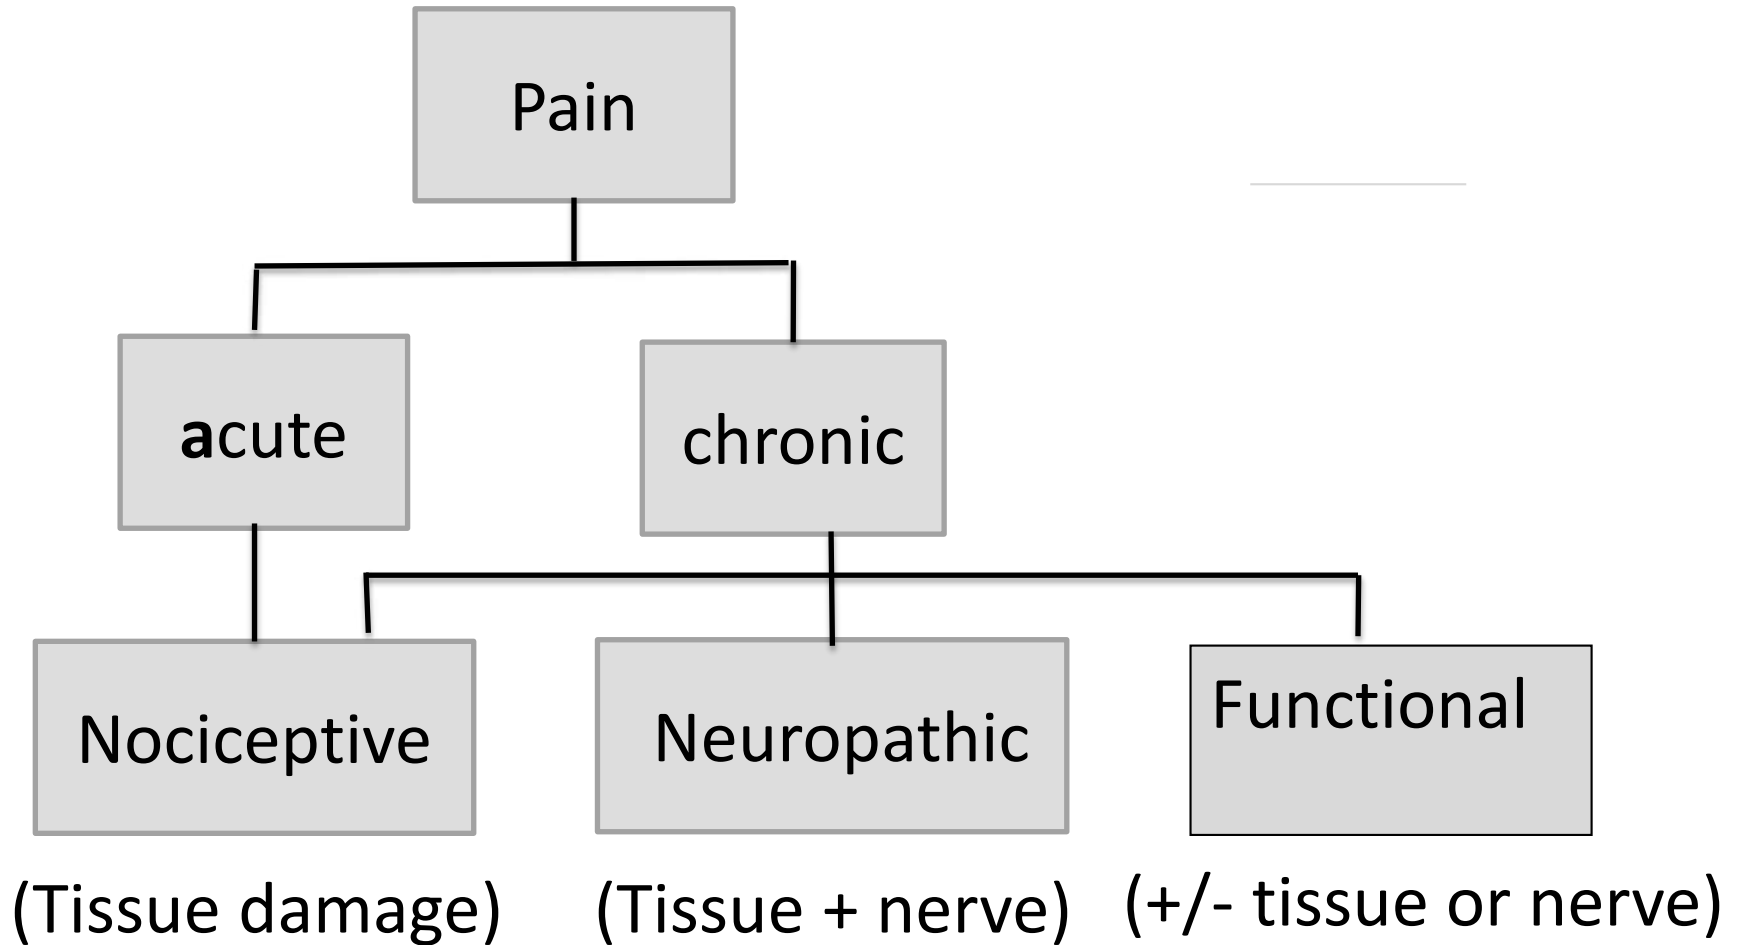 Pain
acute
chronic
Nociceptive
Neuropathic
Functional
(Tissue damage)
(Tissue + nerve)
(+/- tissue or nerve)